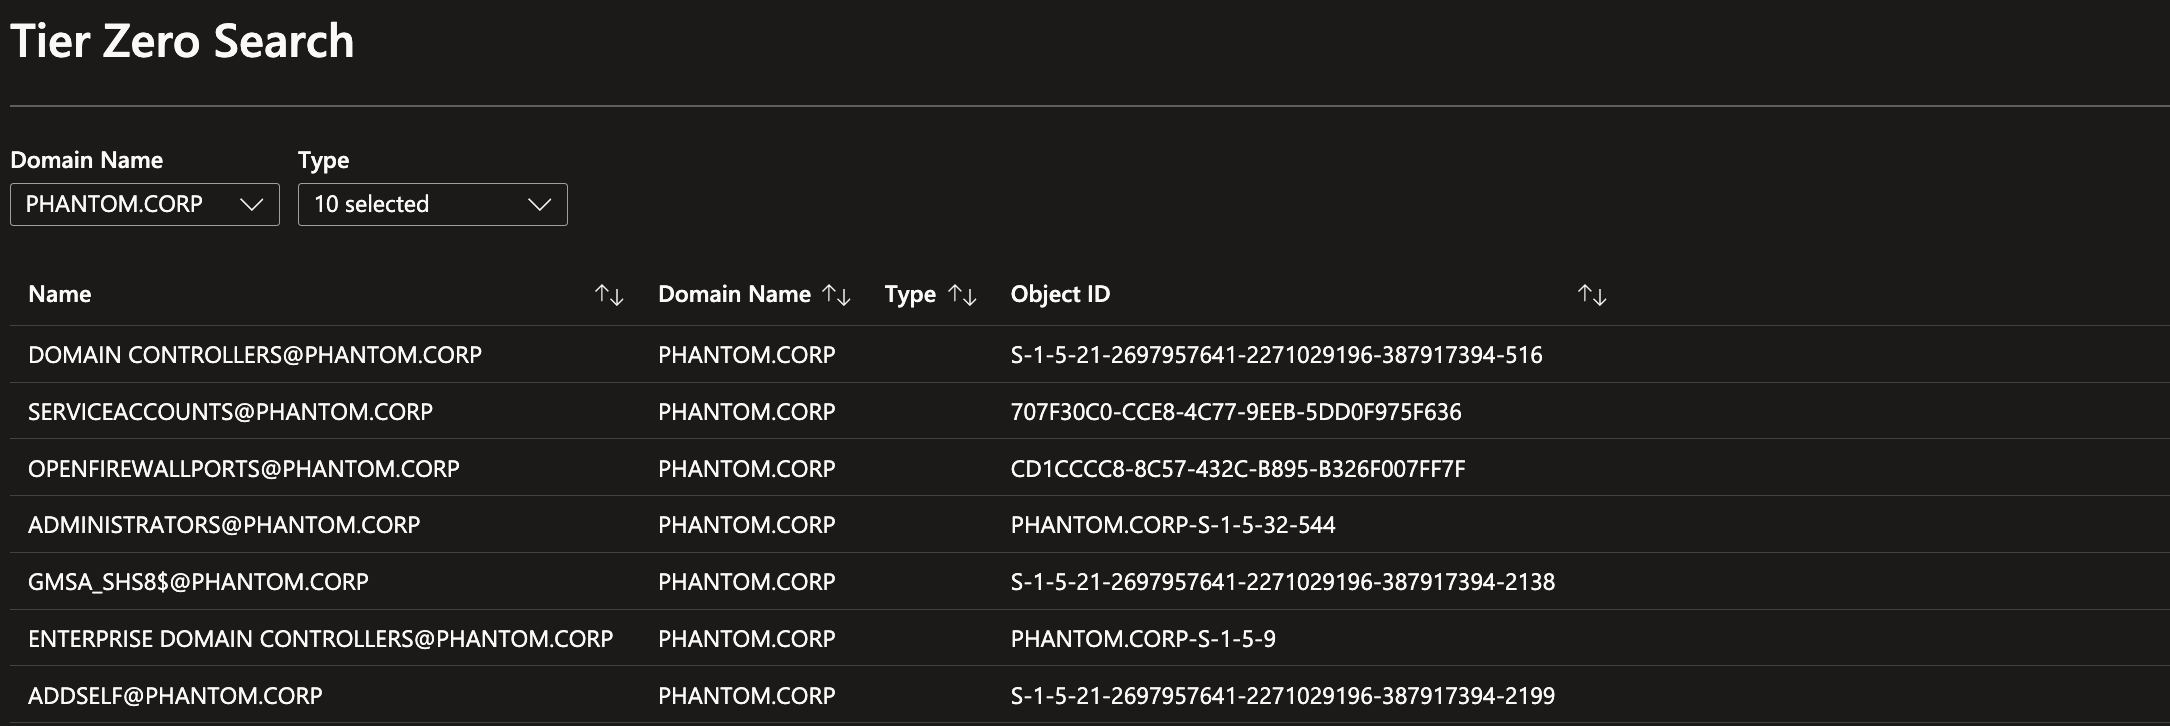 Tier Zero Search
Domain Name Type
PHANTOM.CORP 10 selected
Name Domain Name Type Object ID
DOMAIN CONTROLLERS@PHANTOM.CORP PHANTOM.CORP S-1-5-21-2697957641-2271029196-387917394-516
SERVICEACCOUNTS@PHANTOM.CORP PHANTOM.CORP 707F30C0-CCE8-4C77-9EEB-5DD0F975F636
OPENFIREWALLPORTS@PHANTOM.CORP PHANTOM.CORP CD1CCCC8-8C57-432C-B895-B326F007FF7F
ADMINISTRATORS@PHANTOM.CORP PHANTOM.CORP PHANTOM.CORP-S-1-5-32-544
GMSA_SHS8$@PHANTOM.CORP PHANTOM.CORP S-1-5-21-2697957641-2271029196-387917394-2138
ENTERPRISE DOMAIN CONTROLLERS@PHANTOM.CORP PHANTOM.CORP PHANTOM.CORP-S-1-5-9
ADDSELF@PHANTOM.CORP PHANTOM.CORP S-1-5-21-2697957641-2271029196-387917394-2199